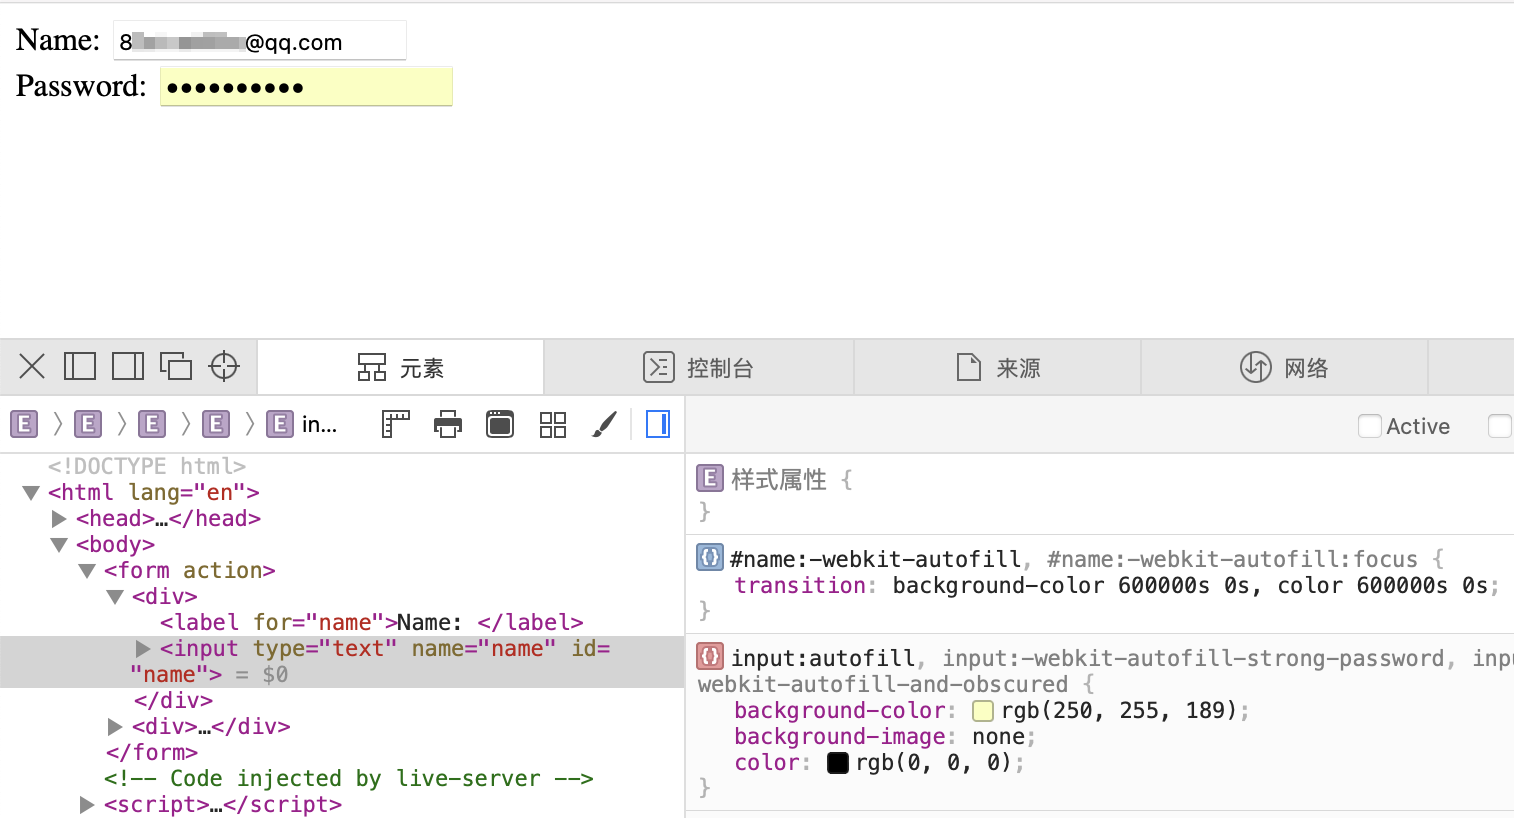 Name: 8@qq.com
Password: ••••••••••
元素 控制台 来源 网络
E E E E E in... Active
<!DOCTYPE html>
<html lang="en">
<head>…</head>
<body>
<form action>
<div>
<label for="name">Name: </label>
<input type="text" name="name" id=
"name"> = $0
</div>
<div>…</div>
</form>
<!-- Code injected by live-server -->
<script>…</script>
E 样式属性 {
}
#name:-webkit-autofill, #name:-webkit-autofill:focus {
transition: background-color 600000s 0s, color 600000s 0s;
}
input:autofill, input:-webkit-autofill-strong-password, inp
webkit-autofill-and-obscured {
background-color: rgb(250, 255, 189);
background-image: none;
color: rgb(0, 0, 0);
}